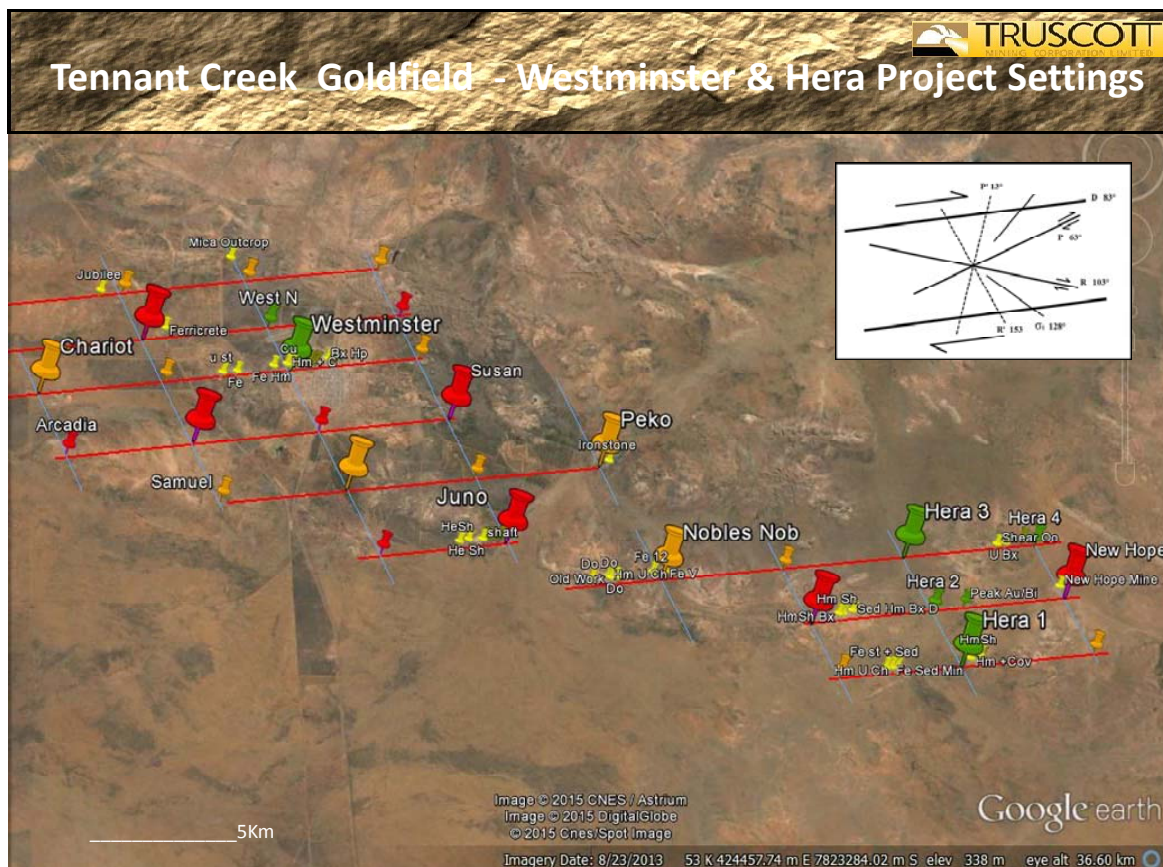 TRUSCOTT
MINING CORPORATION LIMITED
Tennant Creek Goldfield - Westminster & Hera Project Settings
P' 13°
D 83°
P 63°
R 103°
R' 153
σ₁ 128°
Mica Outcrop
Jubilee
West N
Ferricrete
Westminster
Chariot
Cu
Bx Hp
u st
Hm + C
Fe Hm
Fe
Susan
Arcadia
Peko
Ironstone
Samuel
Juno
HeSh
shaft
He Sh
Nobles Nob
Hera 3
Hera 4
Shear Op
U Bx
Fe 12
Do Do
Hm U Ch Fe V
Old Work
Do
New Hope
New Hope Mine
Hera 2
Peak Au/Bi
Hm Sh
Sed Hm Bx D
HmSh Bx
Hera 1
HmSh
Fe st + Sed
Hm +Cov
Hm U Ch Fe Sed Min
5Km
Image © 2015 CNES / Astrium
Image © 2015 DigitalGlobe
© 2015 Cnes/Spot Image
Google earth
Imagery Date: 8/23/2013 53 K 424457.74 m E 7823284.02 m S elev 338 m eye alt 36.60 km